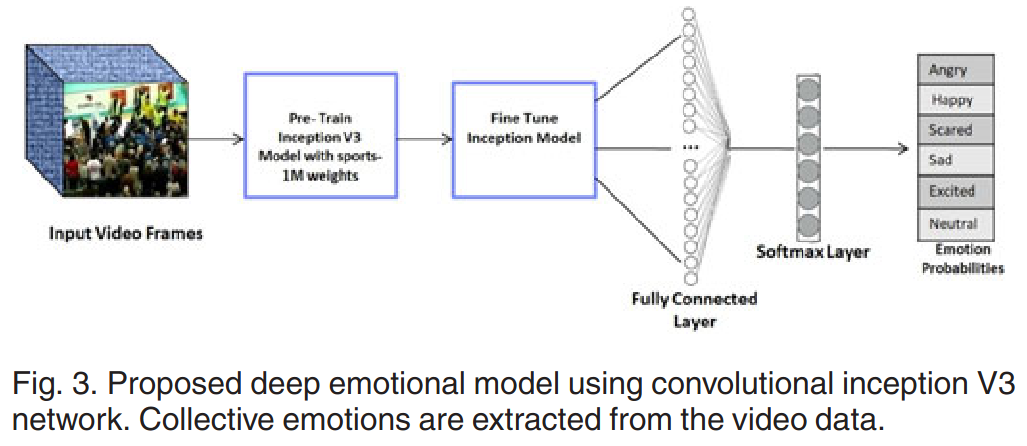 Pre- Train
Inception V3
Model with sports-
1M weights
Fine Tune
Inception Model
...
Angry
Happy
Scared
Sad
Excited
Neutral
Input Video Frames
Softmax Layer
Emotion
Probabilities
Fully Connected
Layer
Fig. 3. Proposed deep emotional model using convolutional inception V3
network. Collective emotions are extracted from the video data.